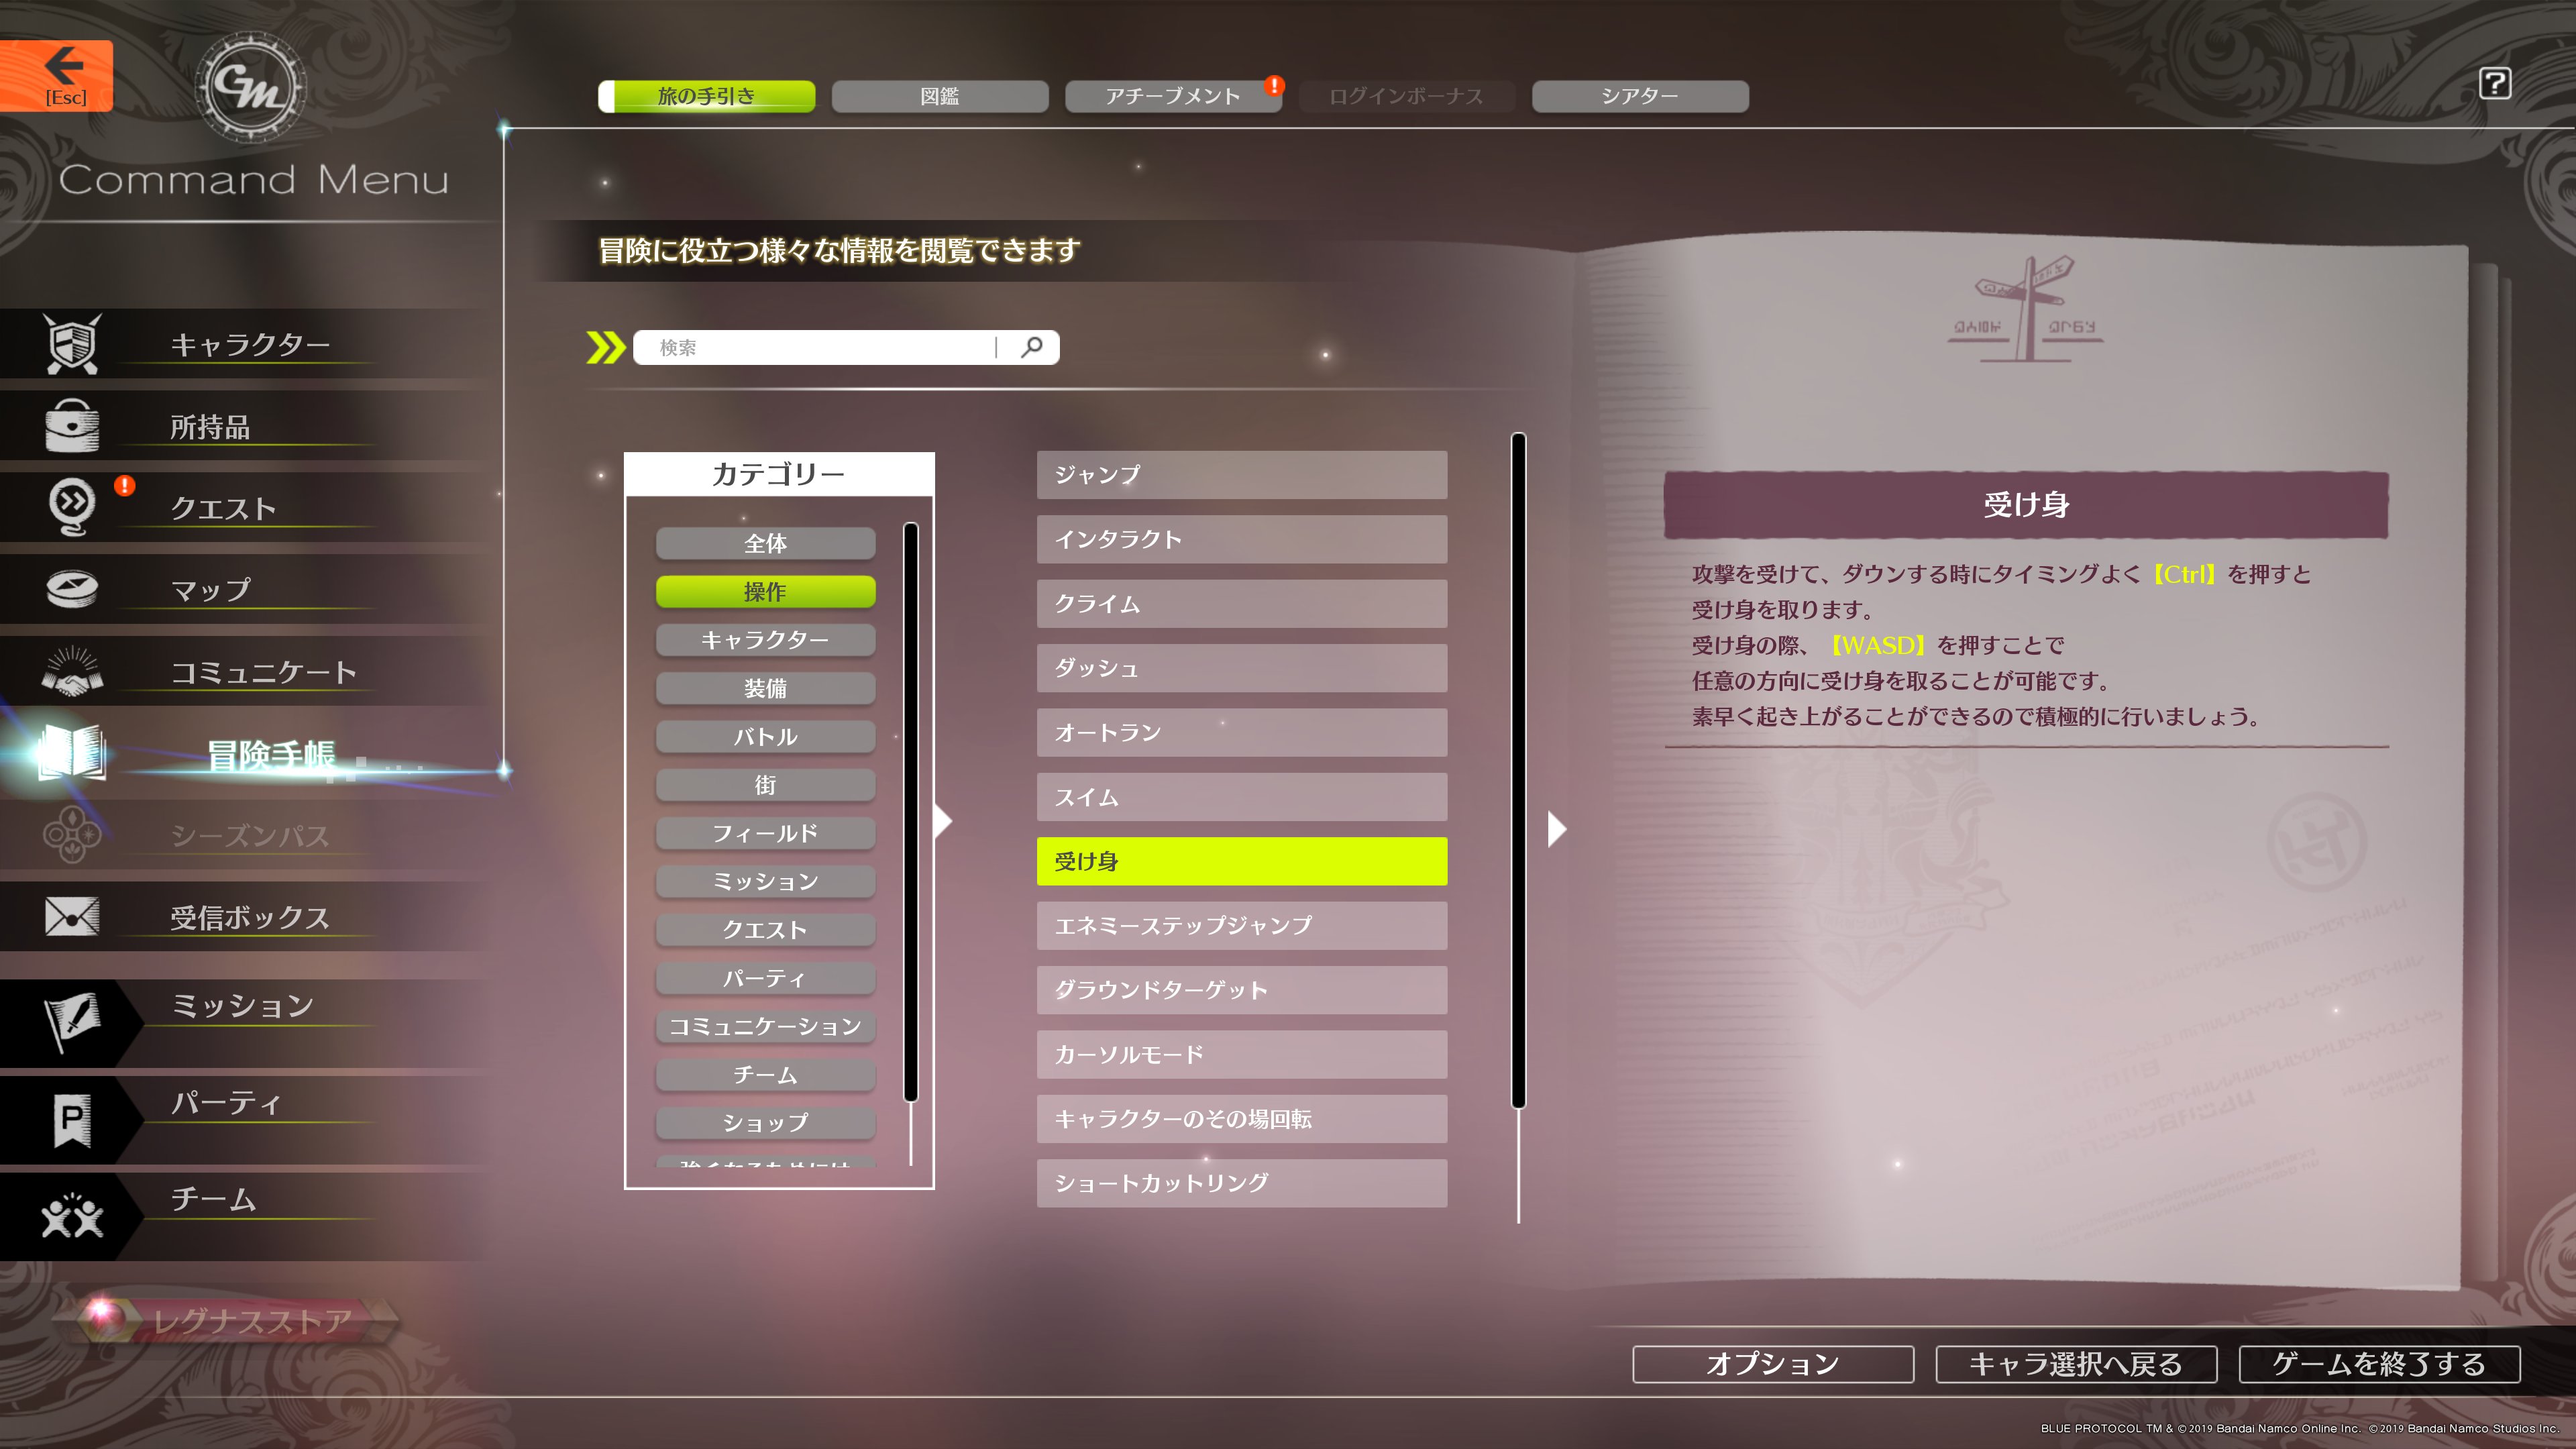 [Esc]
GM
Command Menu
旅の手引き
図鑑
アチーブメント
ログインボーナス
シアター
?
冒険に役立つ様々な情報を閲覧できます
検索
キャラクター
所持品
クエスト
マップ
コミュニケート
冒険手帳
シーズンパス
受信ボックス
ミッション
P
パーティ
チーム
レグナスストア
カテゴリー
全体
操作
キャラクター
装備
バトル
街
フィールド
ミッション
クエスト
パーティ
コミュニケーション
チーム
ショップ
ジャンプ
インタラクト
クライム
ダッシュ
オートラン
スイム
受け身
エネミーステップジャンプ
グラウンドターゲット
カーソルモード
キャラクターのその場回転
ショートカットリング
受け身
攻撃を受けて、ダウンする時にタイミングよく【Ctrl】を押すと
受け身を取ります。
受け身の際、【WASD】を押すことで
任意の方向に受け身を取ることが可能です。
素早く起き上がることができるので積極的に行いましょう。
オプション
キャラ選択へ戻る
ゲームを終了する
BLUE PROTOCOL TM & ©2019 Bandai Namco Online Inc. ©2019 Bandai Namco Studios Inc.